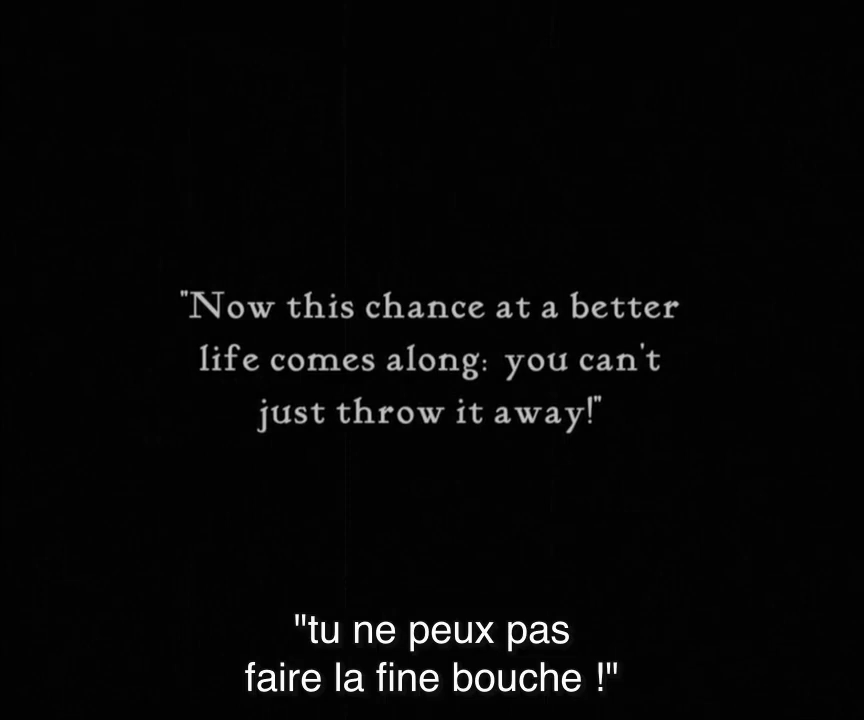 "Now this chance at a better
life comes along: you can't
just throw it away!"
"tu ne peux pas
faire la fine bouche !"